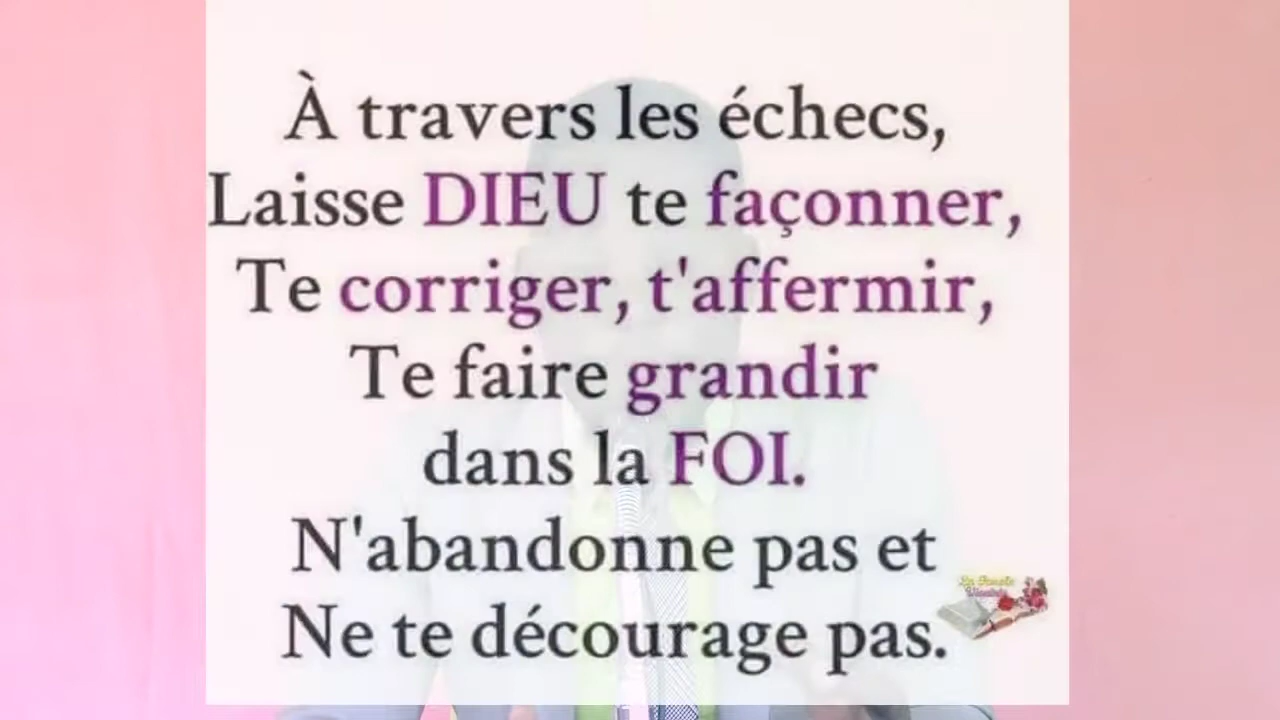 À travers les échecs,
Laisse DIEU te façonner,
Te corriger, t'affermir,
Te faire grandir
dans la FOI.
N'abandonne pas et
Ne te décourage pas.